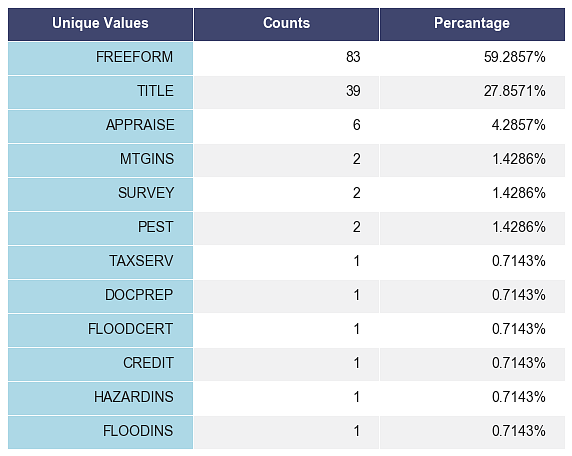 Unique Values Counts Percantage
FREEFORM 83 59.2857%
TITLE 39 27.8571%
APPRAISE 6 4.2857%
MTGINS 2 1.4286%
SURVEY 2 1.4286%
PEST 2 1.4286%
TAXSERV 1 0.7143%
DOCPREP 1 0.7143%
FLOODCERT 1 0.7143%
CREDIT 1 0.7143%
HAZARDINS 1 0.7143%
FLOODINS 1 0.7143%